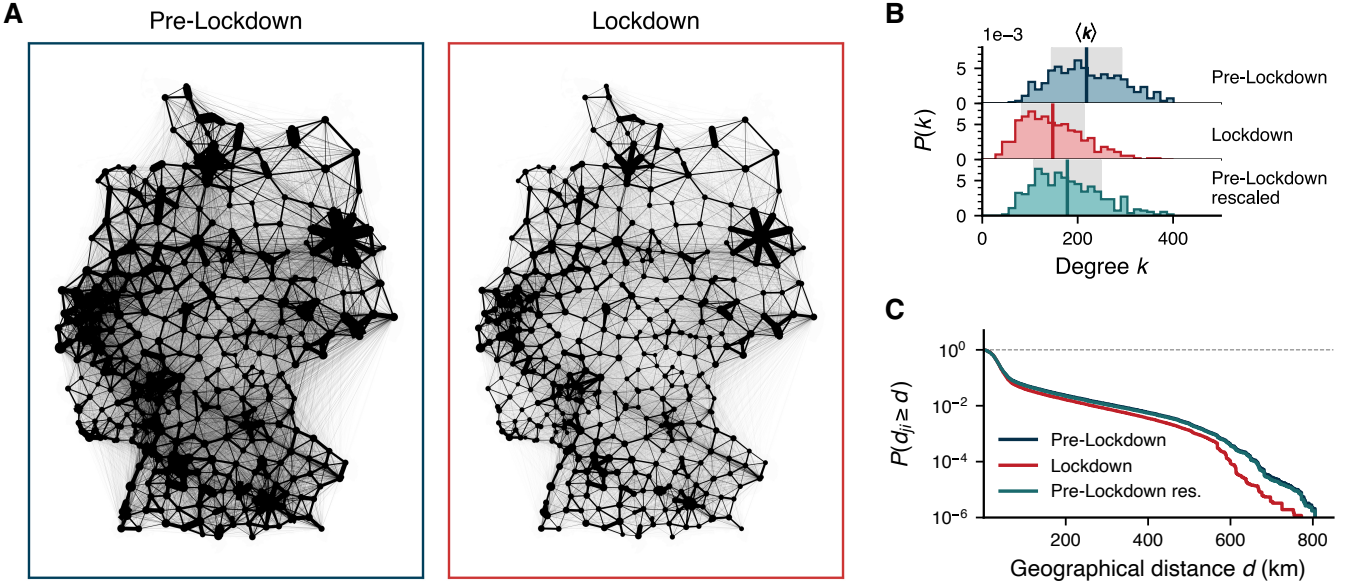 A
Pre-Lockdown
Lockdown
B
1e−3
⟨k⟩
5
0
5
0
5
0
P(k)
Pre-Lockdown
Lockdown
Pre-Lockdown
rescaled
0
200
400
Degree k
C
10^0
10^−2
10^−4
10^−6
P(d_ji ≥ d)
Pre-Lockdown
Lockdown
Pre-Lockdown res.
200
400
600
800
Geographical distance d (km)